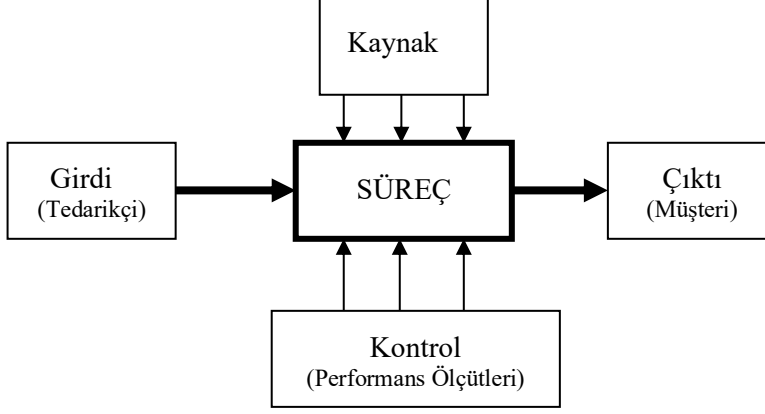 Kaynak
Girdi
(Tedarikçi)
SÜREÇ
Çıktı
(Müşteri)
Kontrol
(Performans Ölçütleri)